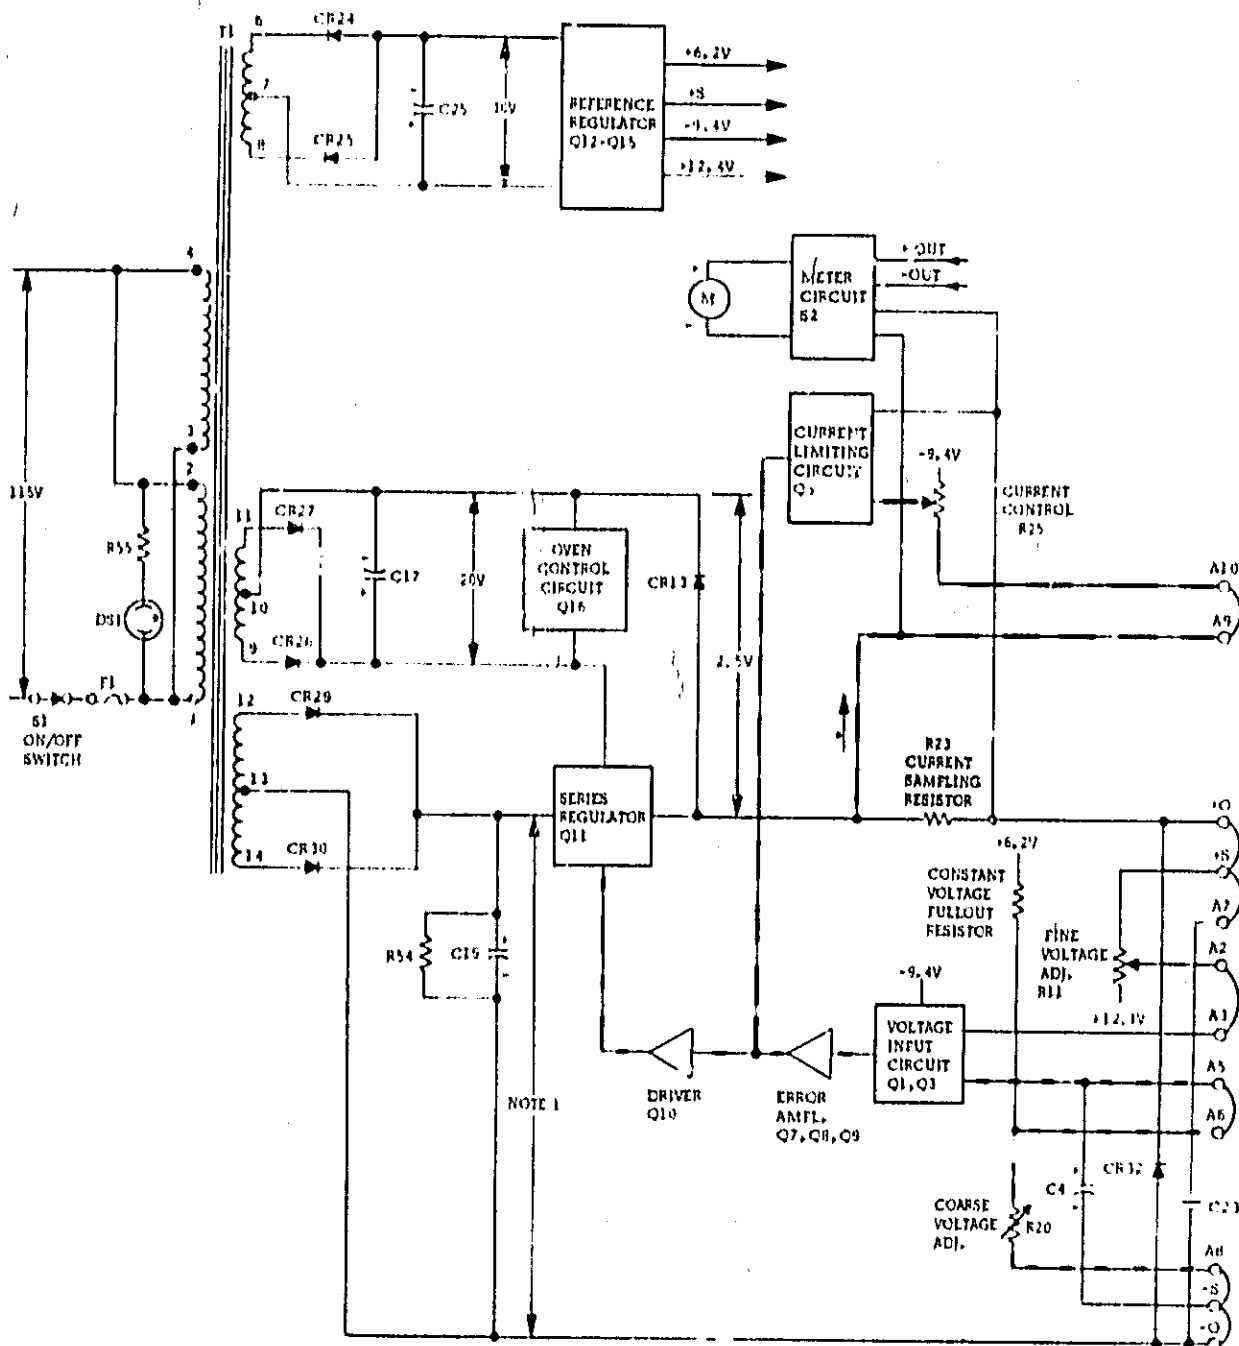 T1
6
CR24
7
8
CR25
C25
REFERENCE
REGULATOR
Q12-Q15
+6.2V
+S
-9.4V
+12.4V
4
3
2
1
115V
R55
DS1
F1
S1
ON/OFF
SWITCH
M
METER
CIRCUIT
S2
+OUT
-OUT
CURRENT
LIMITING
CIRCUIT
-9.4V
CURRENT
CONTROL
R25
11
CR27
10
9
CR26
C17
20V
OVEN
CONTROL
CIRCUIT
Q16
CR13
A10
A9
12
CR29
13
14
CR30
SERIES
REGULATOR
Q11
R23
CURRENT
SAMPLING
RESISTOR
+O
+S
A7
A2
A5
A6
A8
-S
-O
+6.2V
CONSTANT
VOLTAGE
PULLOUT
RESISTOR
FINE
VOLTAGE
ADJ.
R11
R54
-9.4V
VOLTAGE
INPUT
CIRCUIT
Q1,Q3
NOTE 1
DRIVER
Q10
ERROR
AMPL.
Q7,Q8,Q9
CR32
C4
COARSE
VOLTAGE
ADJ.
R20